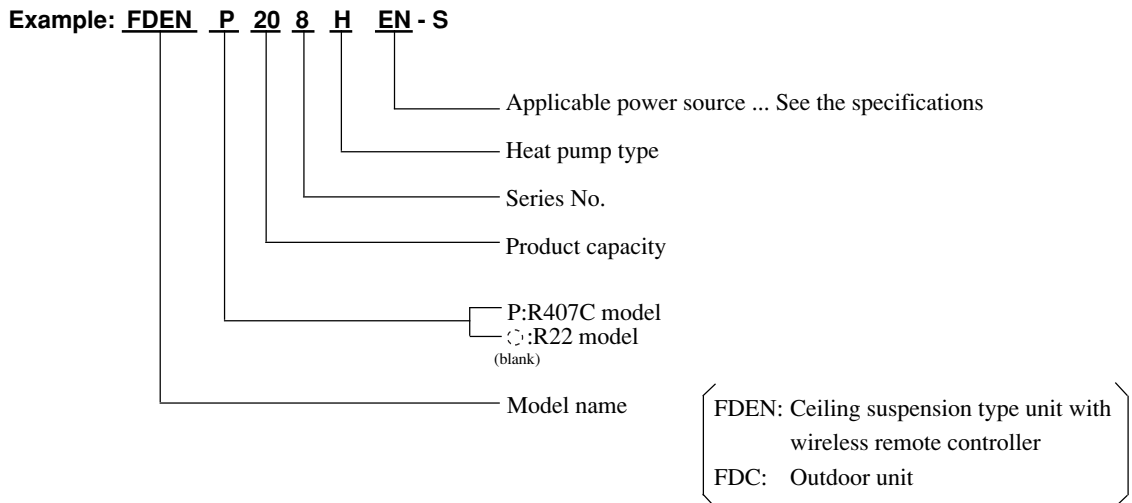 Example: FDEN P 20 8 H EN - S
Applicable power source ... See the specifications
Heat pump type
Series No.
Product capacity
P:R407C model
:R22 model
(blank)
Model name
FDEN: Ceiling suspension type unit with
wireless remote controller
FDC: Outdoor unit